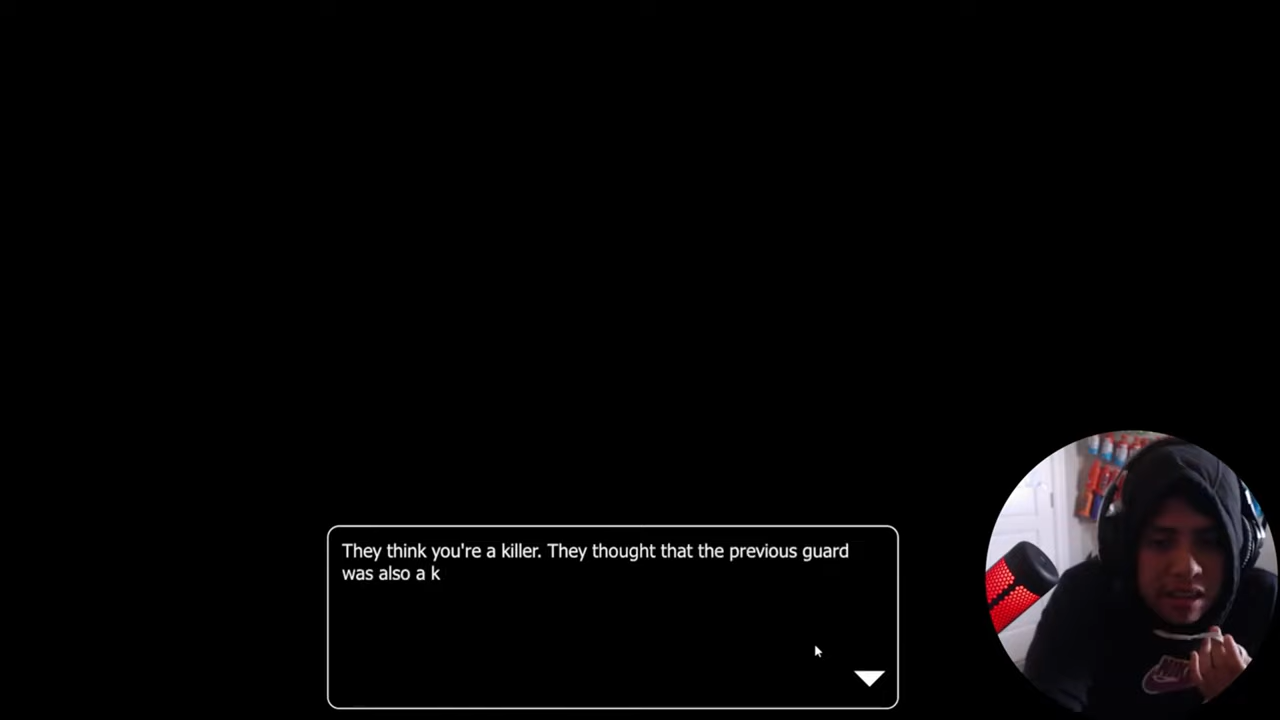 They think you're a killer. They thought that the previous guard
was also a k